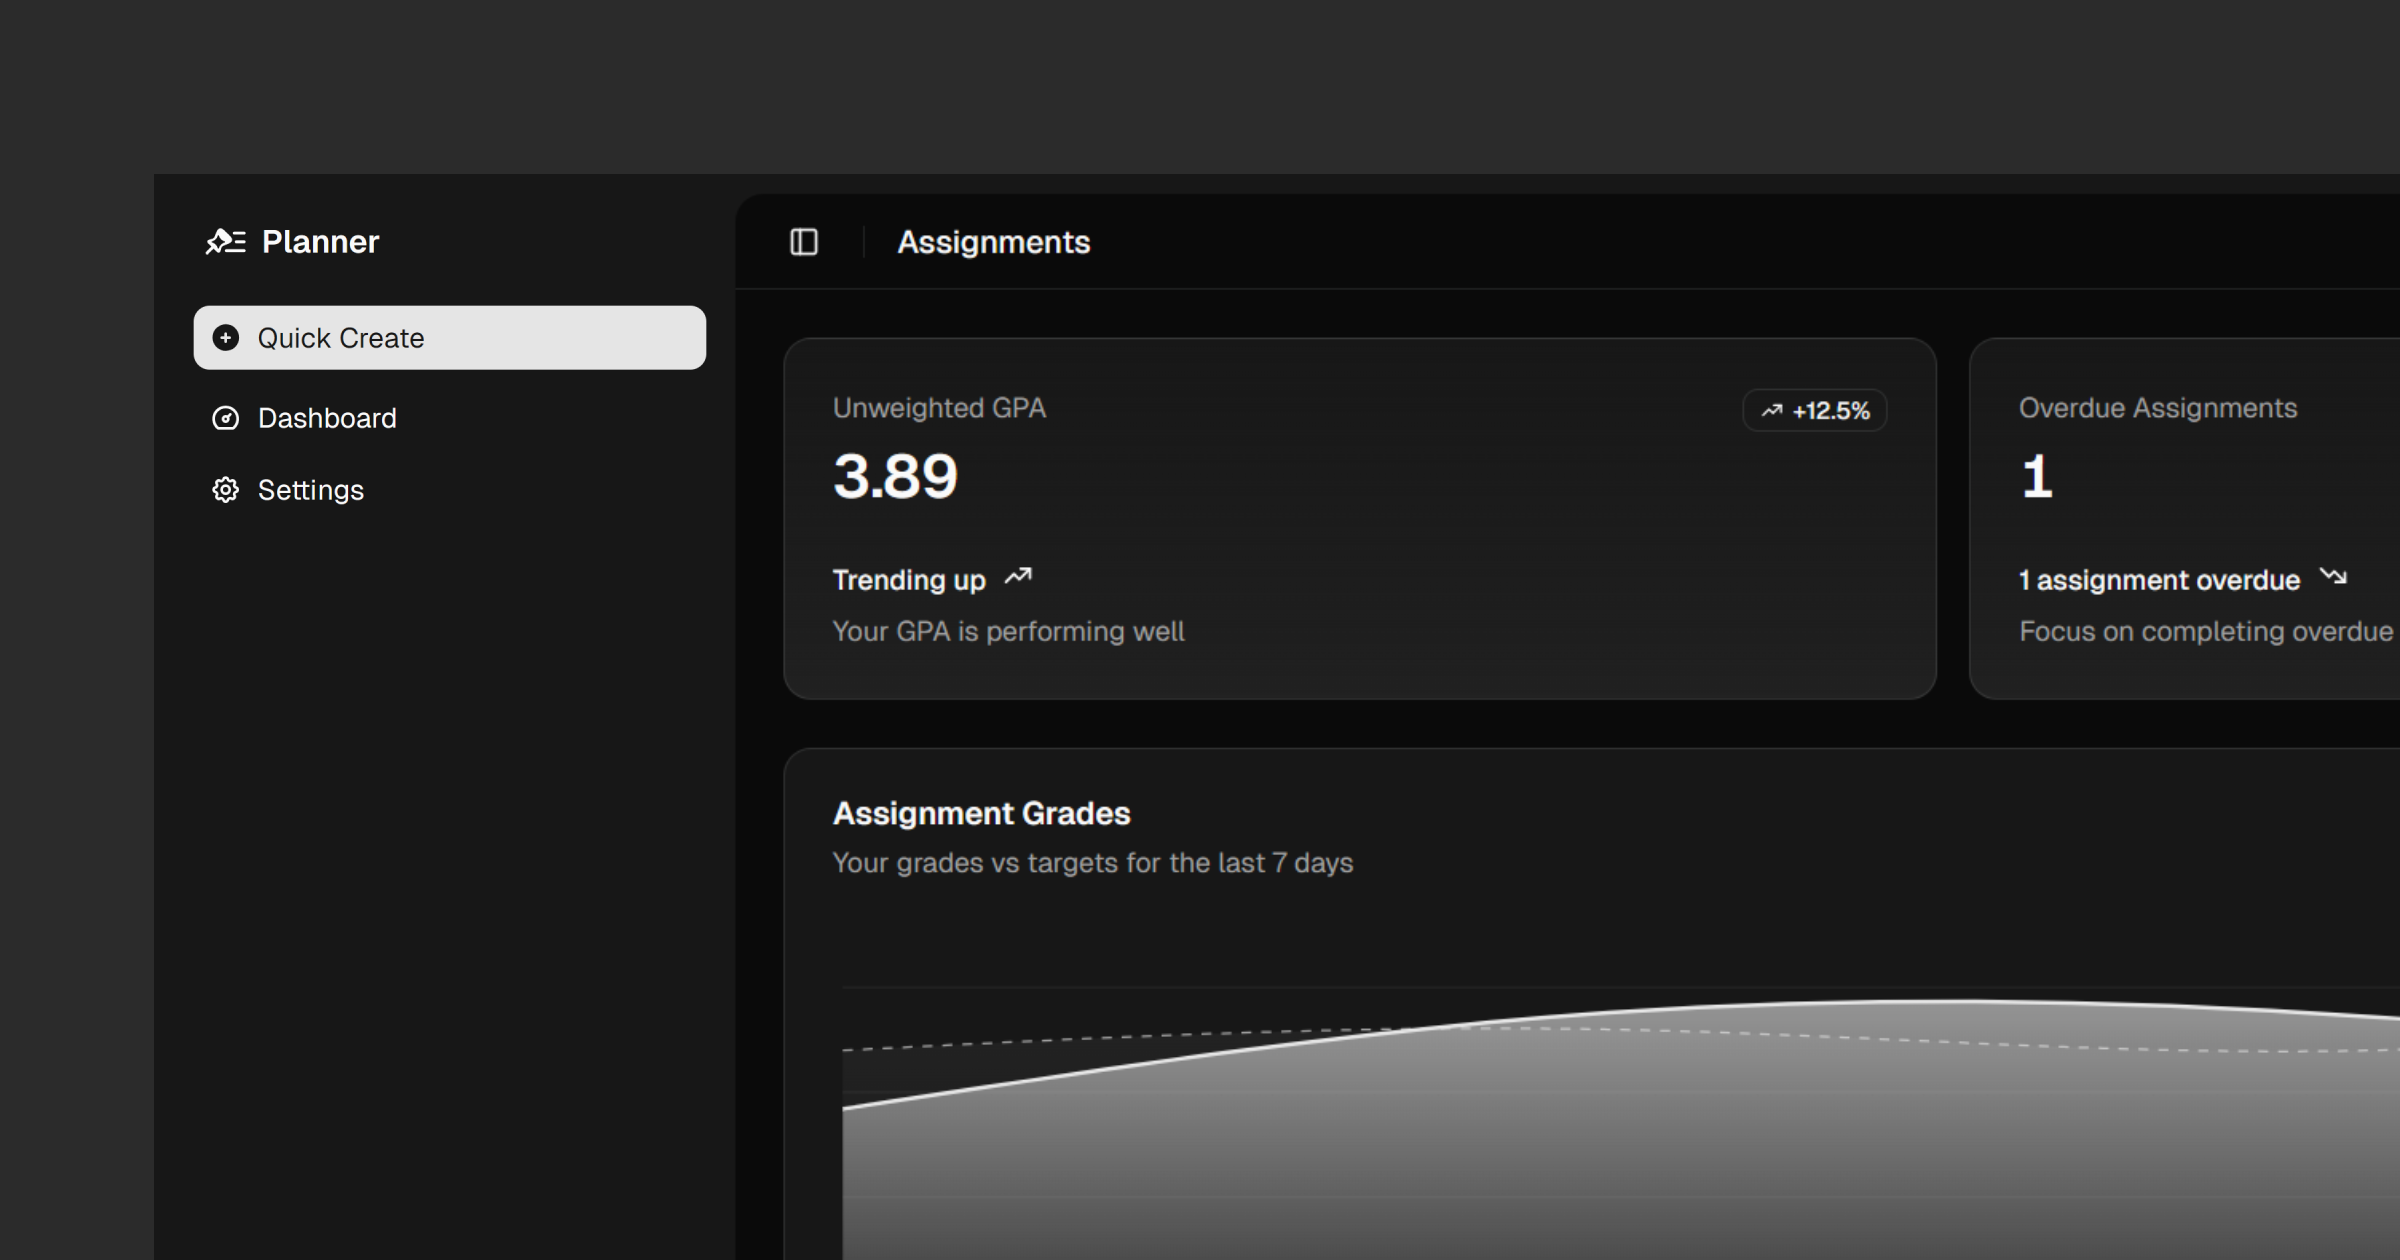 Planner
Quick Create
Dashboard
Settings
Assignments
Unweighted GPA
+12.5%
3.89
Trending up
Your GPA is performing well
Overdue Assignments
1
1 assignment overdue
Focus on completing overdue
Assignment Grades
Your grades vs targets for the last 7 days